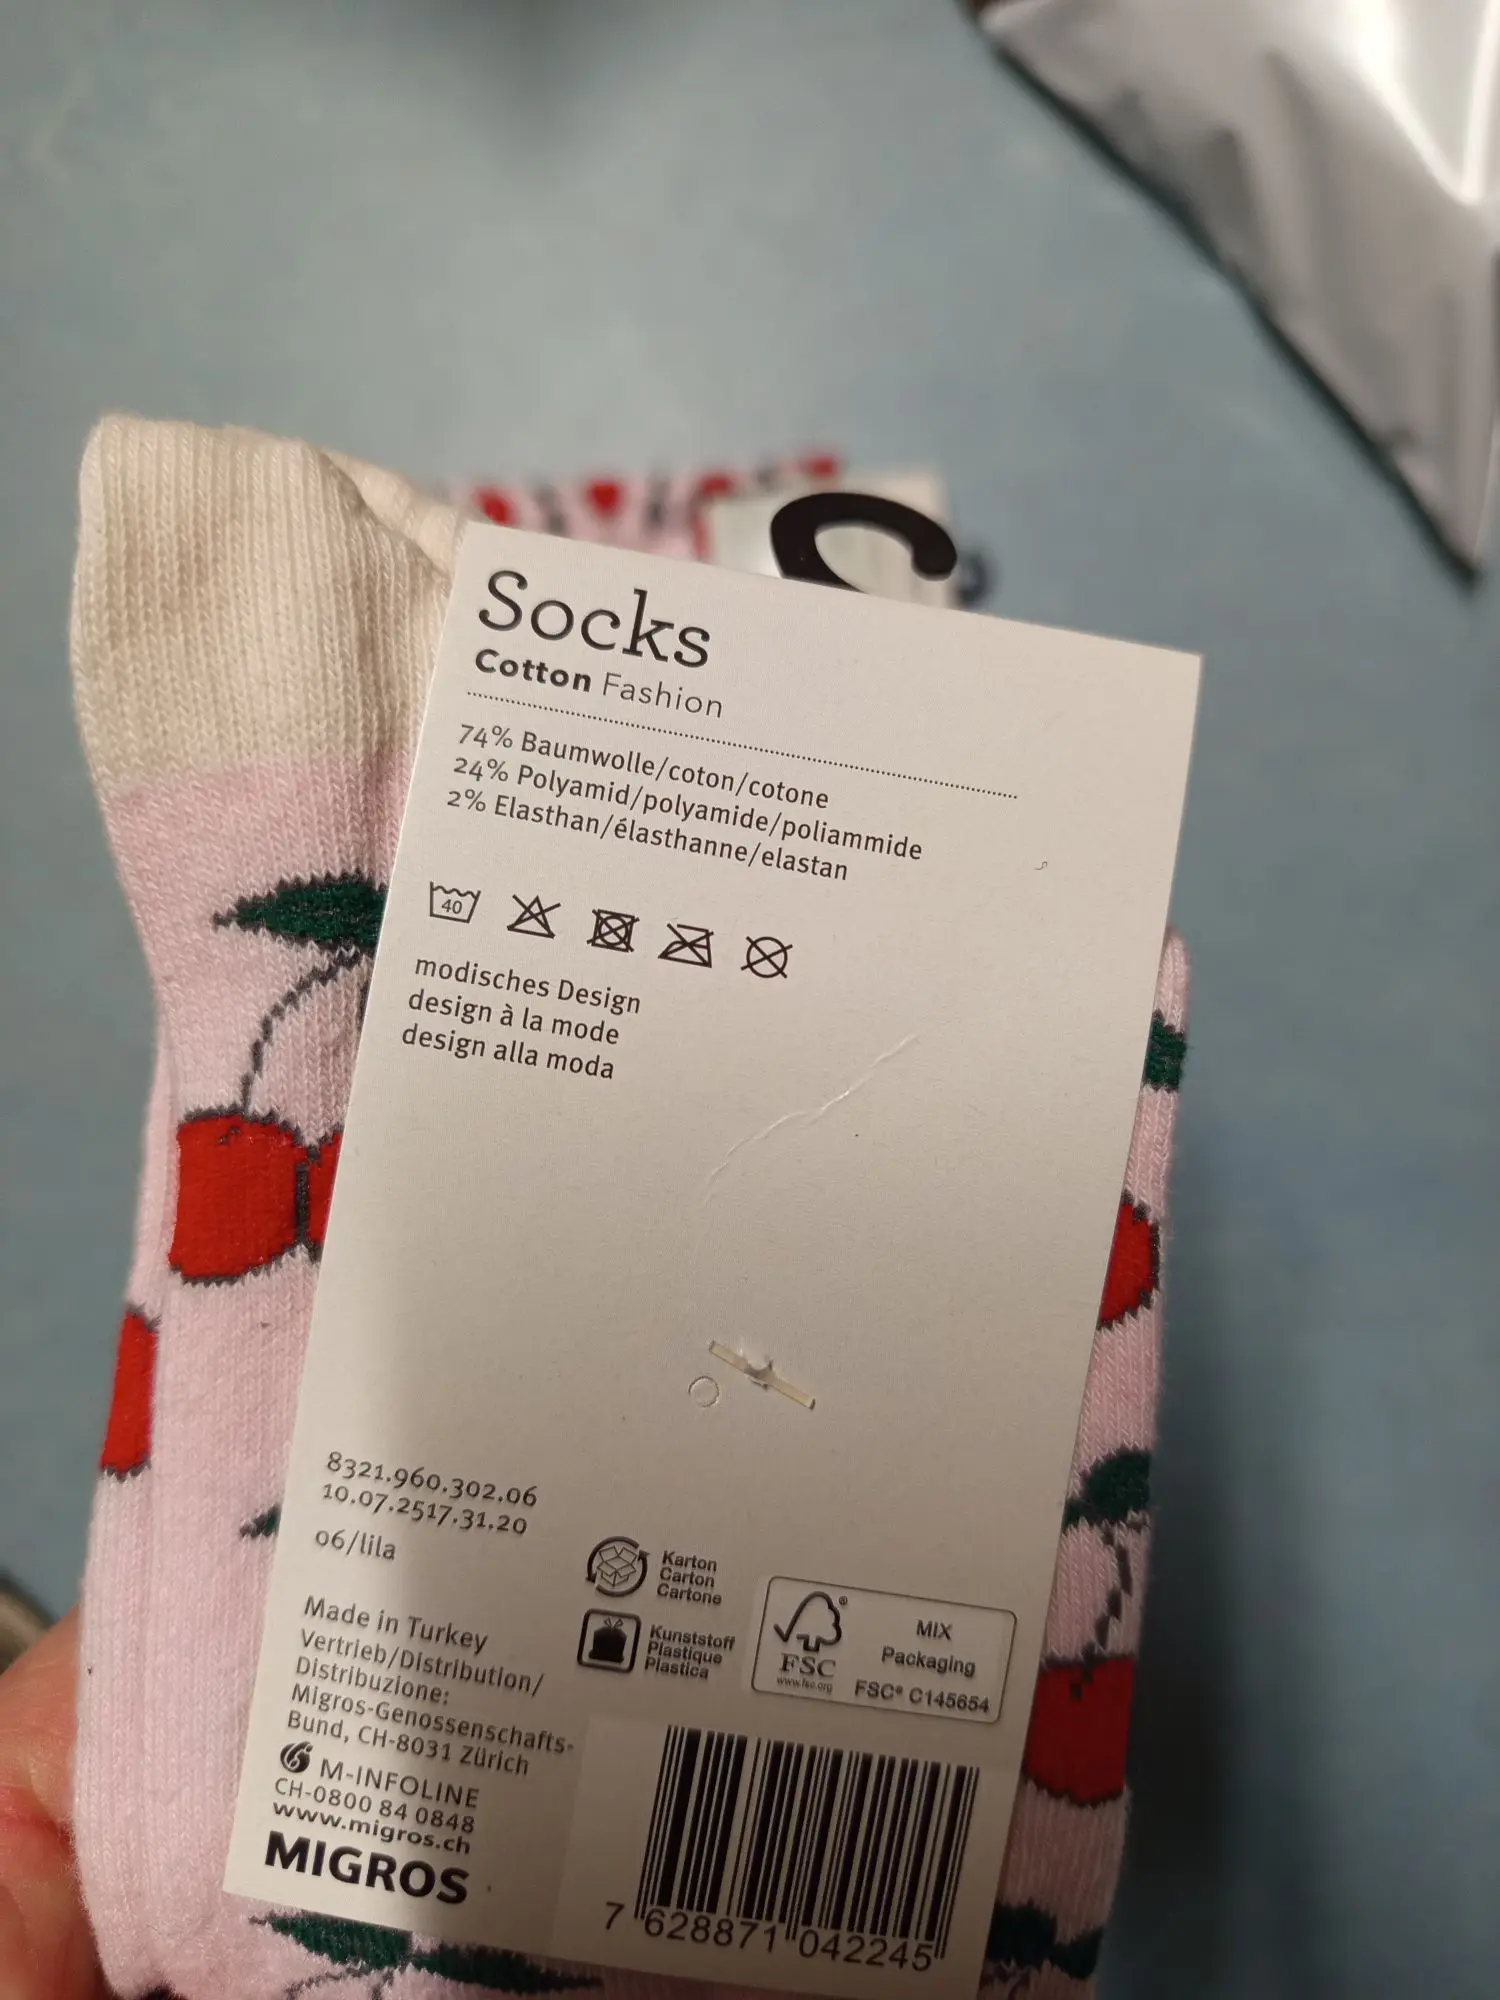 Socks
Cotton Fashion
74% Baumwolle/coton/cotone
24% Polyamid/polyamide/poliammide
2% Elasthan/élasthanne/elastan
40
modisches Design
design à la mode
design alla moda
8321.960.302.06
10.07.2517.31.20
06/lila
Made in Turkey
Vertrieb/Distribution/
Distribuzione:
Migros-Genossenschafts-
Bund, CH-8031 Zürich
M-INFOLINE
CH-0800 84 0848
www.migros.ch
MIGROS
Karton
Carton
Cartone
Kunststoff
Plastique
Plastica
FSC®
www.fsc.org
MIX
Packaging
FSC® C145654
7 628871 042245